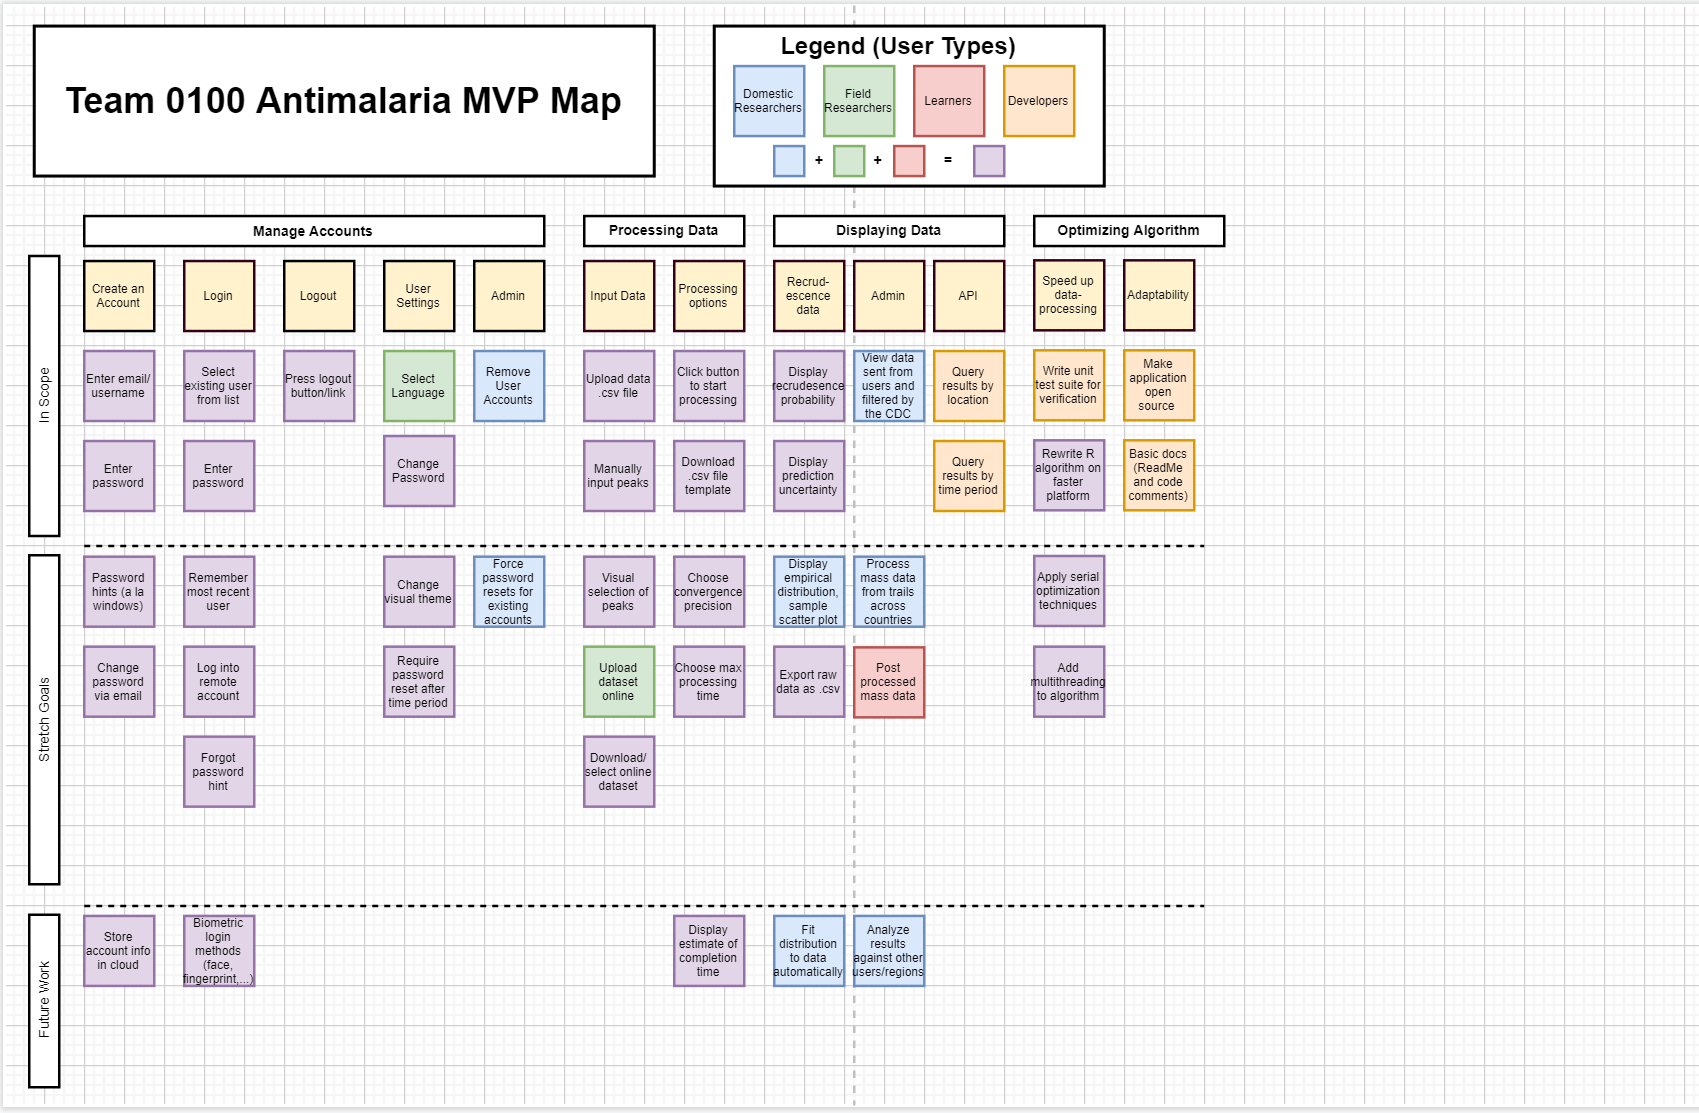 Team 0100 Antimalaria MVP Map
Legend (User Types)
Domestic
Researchers
Field
Researchers
Learners
Developers
+
+
=
Manage Accounts
Processing Data
Displaying Data
Optimizing Algorithm
In Scope
Create an
Account
Login
Logout
User
Settings
Admin
Input Data
Processing
options
Recrud-
escence
data
Admin
API
Speed up
data-
processing
Adaptability
Enter email/
username
Select
existing user
from list
Press logout
button/link
Select
Language
Remove
User
Accounts
Upload data
.csv file
Click button
to start
processing
Display
recrudesence
probability
View data
sent from
users and
filtered by
the CDC
Query
results by
location
Write unit
test suite for
verification
Make
application
open
source
Enter
password
Enter
password
Change
Password
Manually
input peaks
Download
.csv file
template
Display
prediction
uncertainty
Query
results by
time period
Rewrite R
algorithm on
faster
platform
Basic docs
(ReadMe
and code
comments)
Stretch Goals
Password
hints (a la
windows)
Remember
most recent
user
Change
visual theme
Force
password
resets for
existing
accounts
Visual
selection of
peaks
Choose
convergence
precision
Display
empirical
distribution,
sample
scatter plot
Process
mass data
from trails
across
countries
Apply serial
optimization
techniques
Change
password
via email
Log into
remote
account
Require
password
reset after
time period
Upload
dataset
online
Choose max
processing
time
Export raw
data as .csv
Post
processed
mass data
Add
multithreading
to algorithm
Forgot
password
hint
Download/
select online
dataset
Future Work
Store
account info
in cloud
Biometric
login
methods
(face,
fingerprint,...)
Display
estimate of
completion
time
Fit
distribution
to data
automatically
Analyze
results
against other
users/regions